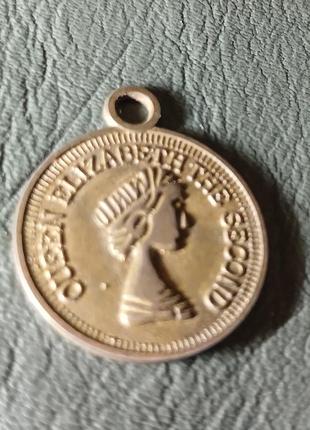 QUEEN ELIZABETH THE SECOND